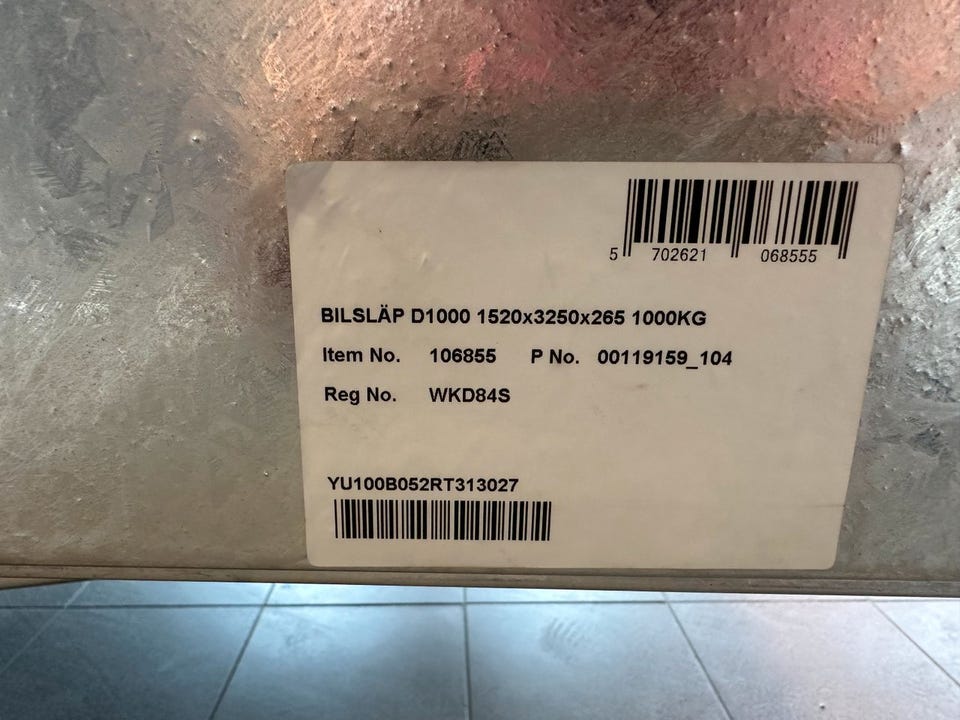 5 702621 068555
BILSLÄP D1000 1520x3250x265 1000KG
Item No. 106855 P No. 00119159_104
Reg No. WKD84S
YU100B052RT313027